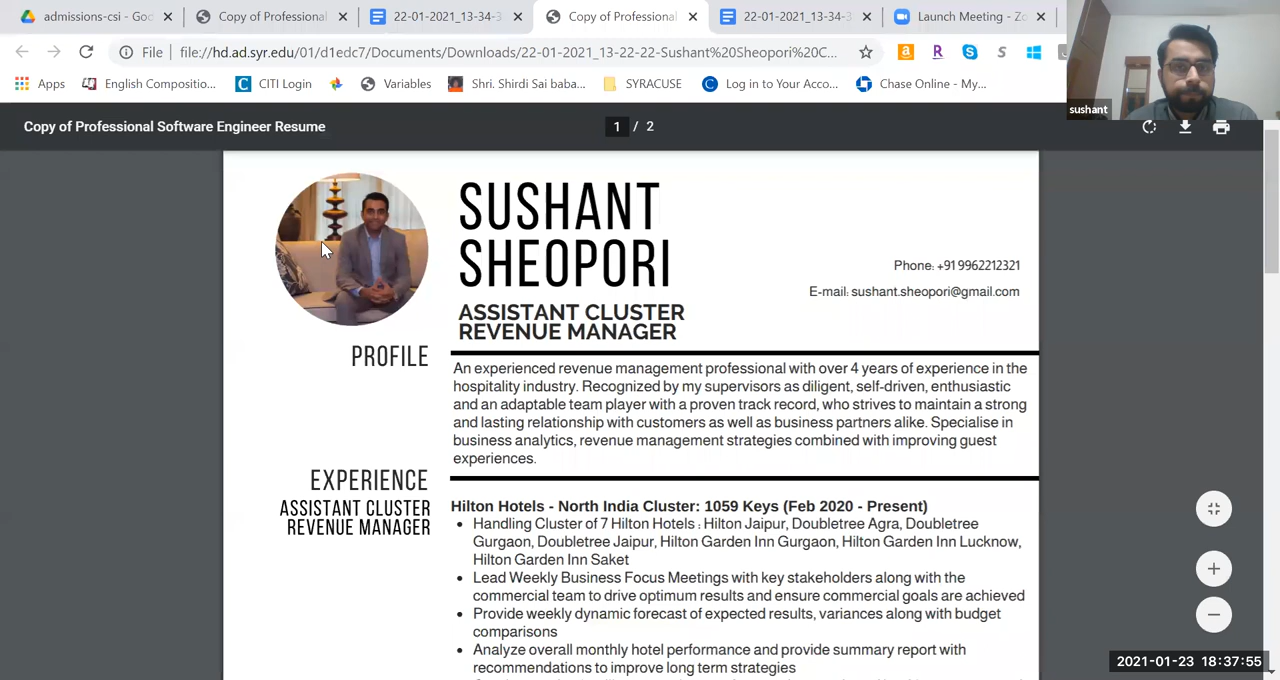 admissions-csi - Goo
Copy of Professional
22-01-2021_13-34-3
Copy of Professional
22-01-2021_13-34-3
Launch Meeting - Zo
File
file://hd.ad.syr.edu/01/d1edc7/Documents/Downloads/22-01-2021_13-22-22-Sushant%20Sheopori%20C...
Apps
English Compositio...
CITI Login
Variables
Shri. Shirdi Sai baba...
SYRACUSE
Log in to Your Acco...
Chase Online - My...
sushant
Copy of Professional Software Engineer Resume
1 / 2
SUSHANT
SHEOPORI
Phone: +91 9962212321
E-mail: sushant.sheopori@gmail.com
ASSISTANT CLUSTER
REVENUE MANAGER
PROFILE
An experienced revenue management professional with over 4 years of experience in the
hospitality industry. Recognized by my supervisors as diligent, self-driven, enthusiastic
and an adaptable team player with a proven track record, who strives to maintain a strong
and lasting relationship with customers as well as business partners alike. Specialise in
business analytics, revenue management strategies combined with improving guest
experiences.
EXPERIENCE
ASSISTANT CLUSTER
REVENUE MANAGER
Hilton Hotels - North India Cluster: 1059 Keys (Feb 2020 - Present)
Handling Cluster of 7 Hilton Hotels : Hilton Jaipur, Doubletree Agra, Doubletree
Gurgaon, Doubletree Jaipur, Hilton Garden Inn Gurgaon, Hilton Garden Inn Lucknow,
Hilton Garden Inn Saket
Lead Weekly Business Focus Meetings with key stakeholders along with the
commercial team to drive optimum results and ensure commercial goals are achieved
Provide weekly dynamic forecast of expected results, variances along with budget
comparisons
Analyze overall monthly hotel performance and provide summary report with
recommendations to improve long term strategies
2021-01-23 18:37:55